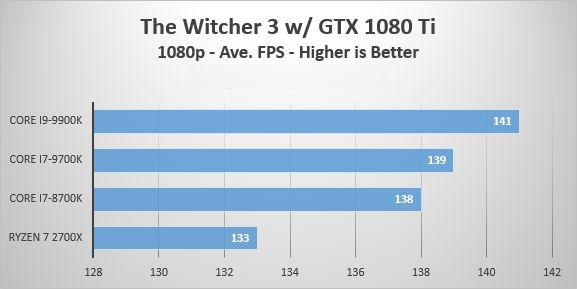 The Witcher 3 w/ GTX 1080 Ti
1080p - Ave. FPS - Higher is Better
CORE I9-9900K 141
CORE I7-9700K 139
CORE I7-8700K 138
RYZEN 7 2700X 133
128 130 132 134 136 138 140 142